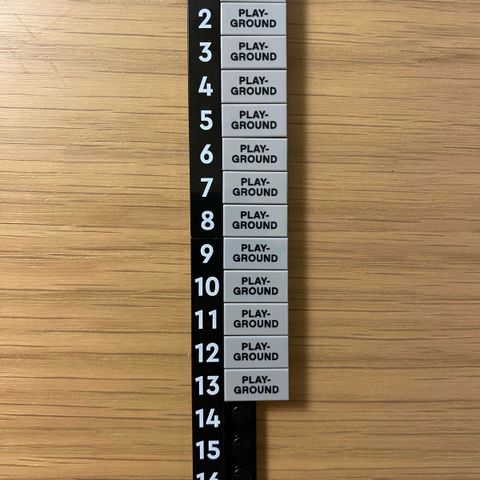 2 PLAY-
GROUND
3 PLAY-
GROUND
4 PLAY-
GROUND
5 PLAY-
GROUND
6 PLAY-
GROUND
7 PLAY-
GROUND
8 PLAY-
GROUND
9 PLAY-
GROUND
10 PLAY-
GROUND
11 PLAY-
GROUND
12 PLAY-
GROUND
13 PLAY-
GROUND
14
15
16